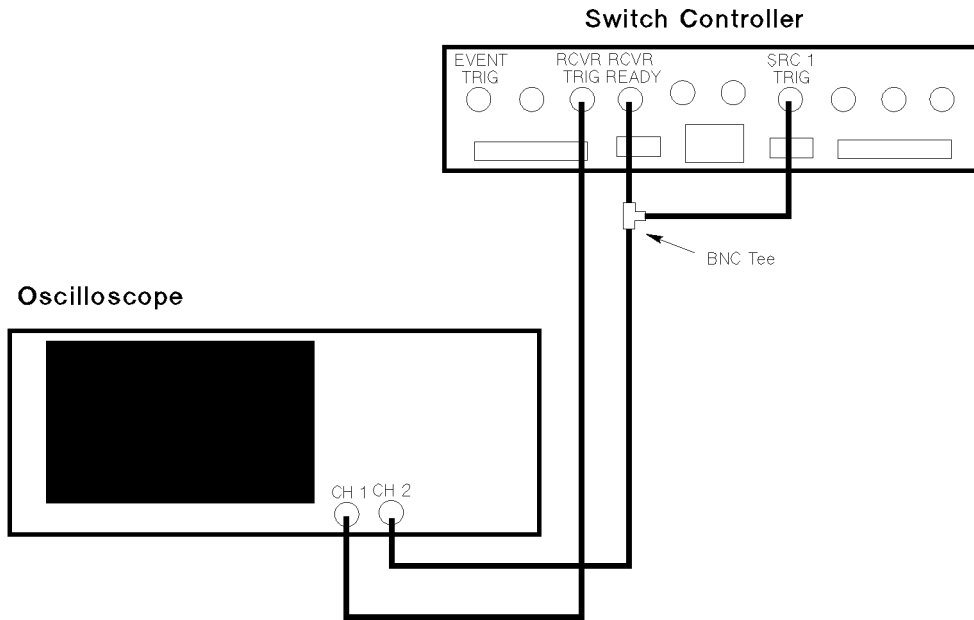 Switch Controller
EVENT TRIG
RCVR TRIG
RCVR READY
SRC 1 TRIG
BNC Tee
Oscilloscope
CH 1
CH 2